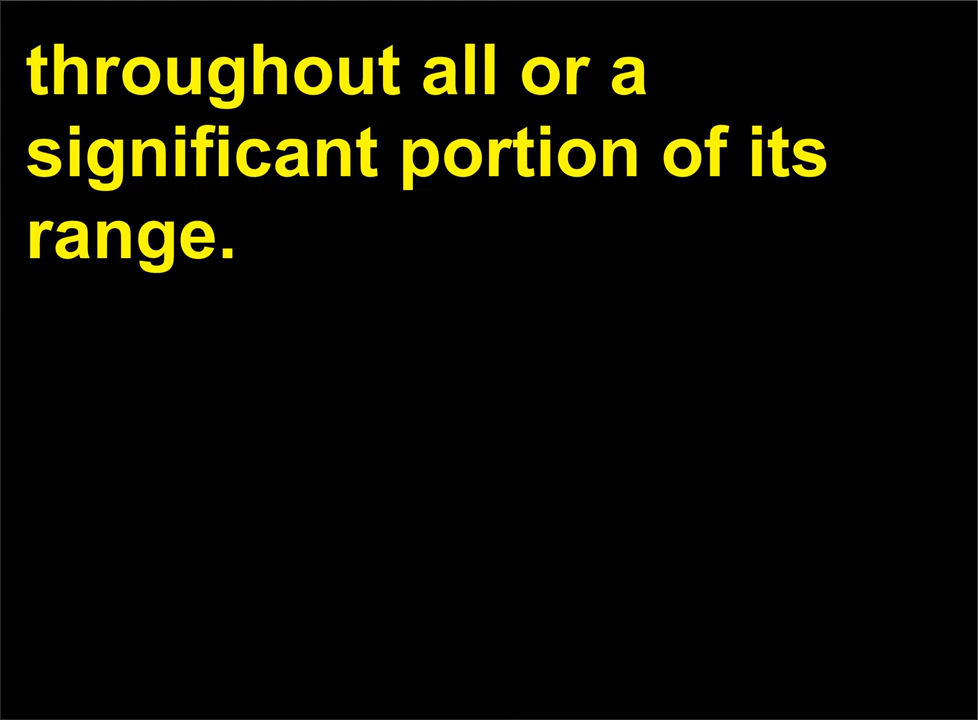 throughout all or a
significant portion of its
range.